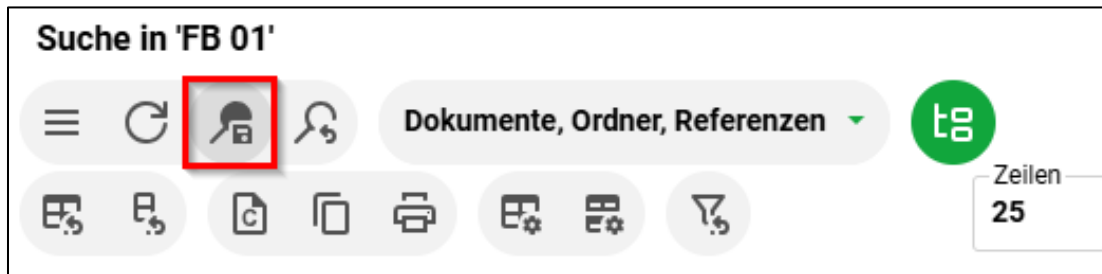 Suche in 'FB 01'
Dokumente, Ordner, Referenzen
Zeilen
C
25